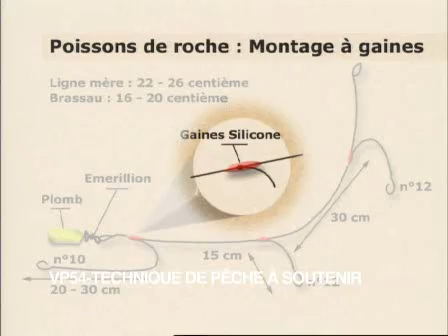 Poissons de roche : Montage à gaines
Ligne mère : 22 - 26 centième
Brassau : 16 - 20 centième
Gaines Silicone
Emerillion
Plomb
n°12
30 cm
15 cm
n°10
n°12
VP54-TECHNIQUE DE PÊCHE À SOUTENIR
20 - 30 cm